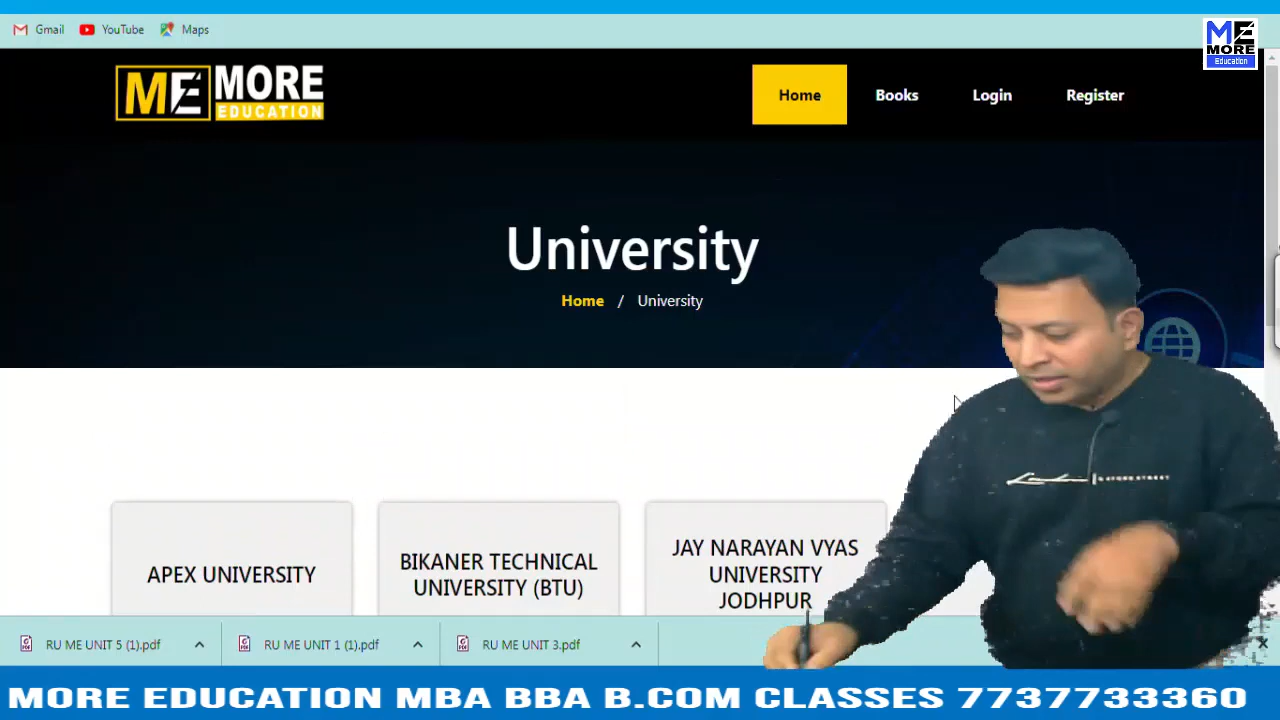 Gmail YouTube Maps
ME MORE EDUCATION
Home Books Login Register
ME
MORE
Education
University
Home / University
APEX UNIVERSITY
BIKANER TECHNICAL
UNIVERSITY (BTU)
JAY NARAYAN VYAS
UNIVERSITY
JODHPUR
RU ME UNIT 5 (1).pdf
RU ME UNIT 1 (1).pdf
RU ME UNIT 3.pdf
MORE EDUCATION MBA BBA B.COM CLASSES 7737733360